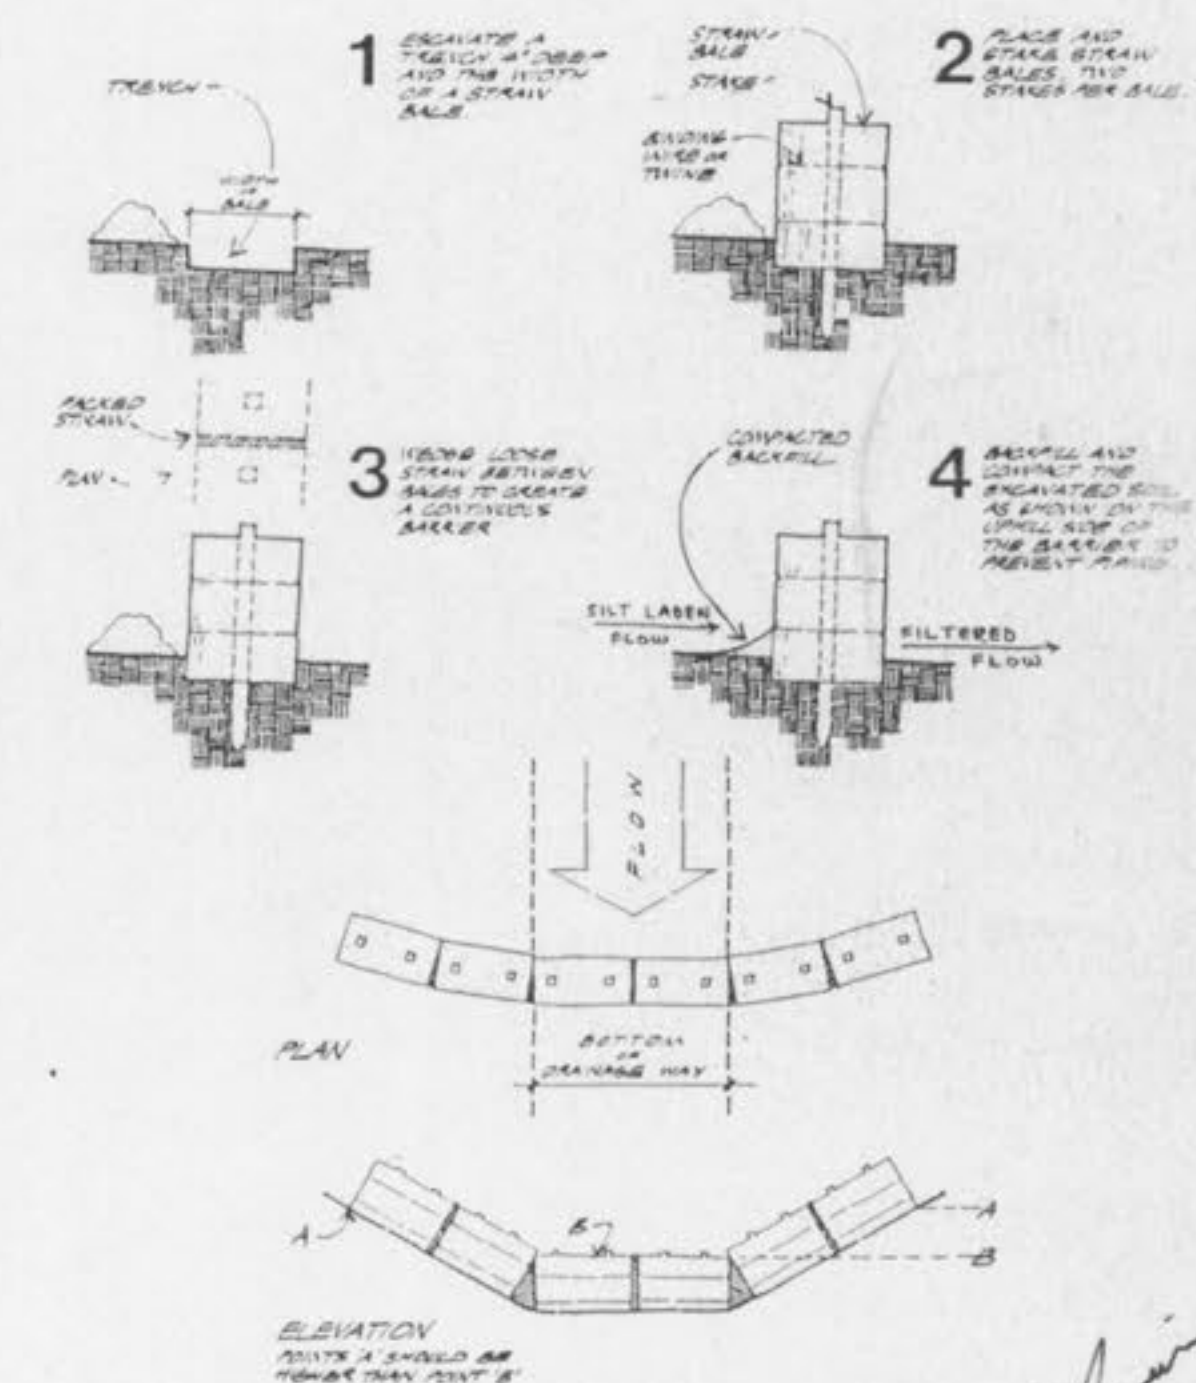 1 ESCAVATE A
TRENCH 4" DEEP
AND THE WIDTH
OF A STRAW
BALE.
TRENCH
WIDTH
OF
BALE
2 PLACE AND
STAKE STRAW
BALES, TWO
STAKES PER BALE.
STRAW
BALE
STAKE
BINDING
WIRE OR
TWINE
3 WEDGE LOOSE
STRAW BETWEEN
BALES TO CREATE
A CONTINUOUS
BARRIER
PACKED
STRAW
PLAN
4 BACKFILL AND
COMPACT THE
EXCAVATED SOIL
AS SHOWN ON THE
UPHILL SIDE OF
THE BARRIER TO
PREVENT PIPING.
COMPACTED
BACKFILL
SILT LADEN
FLOW
FILTERED
FLOW
FLOW
PLAN
BOTTOM
OF
DRAINAGE WAY
A
B
A
B
ELEVATION
POINTS 'A' SHOULD BE
HIGHER THAN POINT 'B'